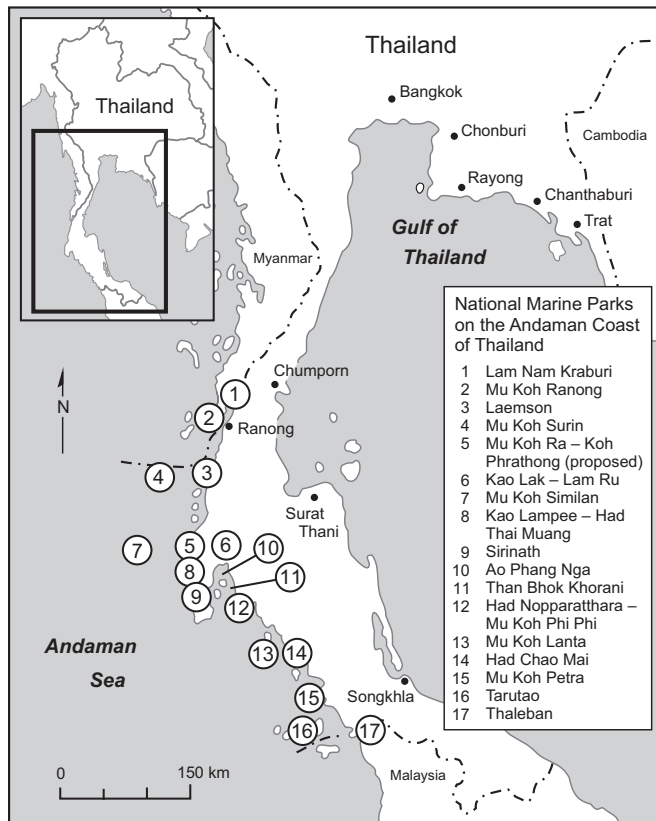 Thailand
Thailand
Bangkok
Chonburi
Cambodia
Rayong
Chanthaburi
Trat
Gulf of
Thailand
Myanmar
National Marine Parks
on the Andaman Coast
of Thailand
1 Lam Nam Kraburi
2 Mu Koh Ranong
3 Laemson
4 Mu Koh Surin
5 Mu Koh Ra – Koh
Phrathong (proposed)
6 Kao Lak – Lam Ru
7 Mu Koh Similan
8 Kao Lampee – Had
Thai Muang
9 Sirinath
10 Ao Phang Nga
11 Than Bhok Khorani
12 Had Nopparatthara –
Mu Koh Phi Phi
13 Mu Koh Lanta
14 Had Chao Mai
15 Mu Koh Petra
16 Tarutao
17 Thaleban
Chumporn
N
1
2
Ranong
3
4
Surat
Thani
5
6
7
10
8
11
9
12
Andaman
Sea
13
14
Songkhla
15
16
17
0
150 km
Malaysia